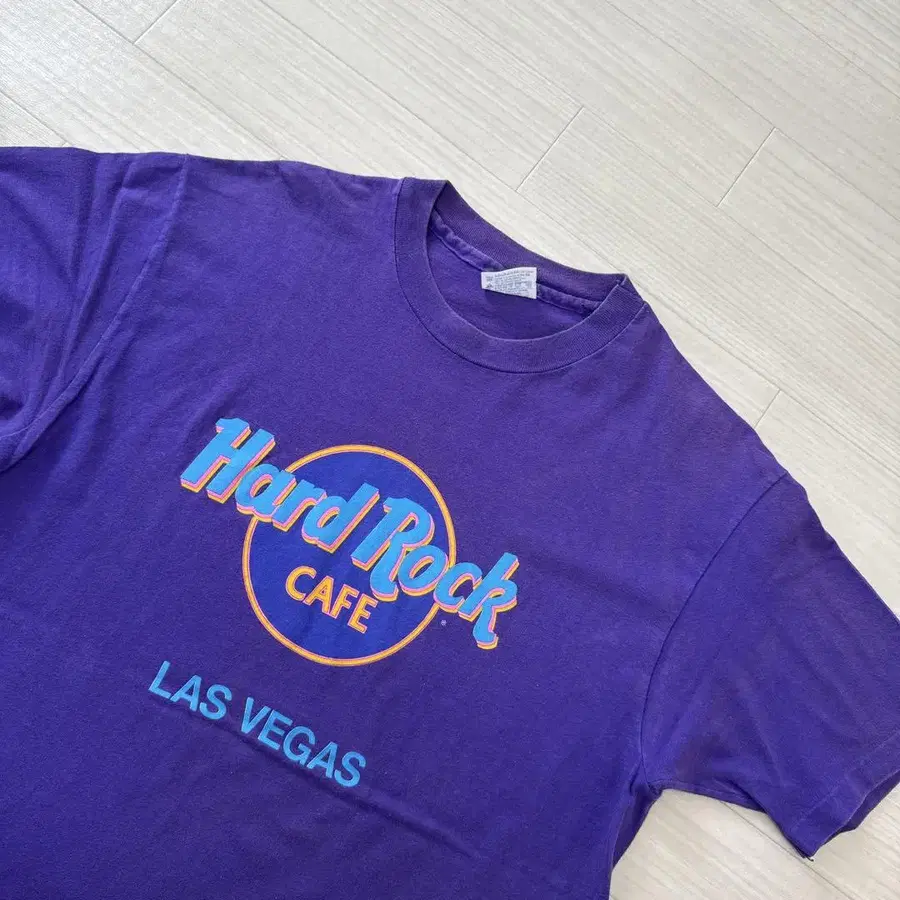 Hard Rock
CAFE
®
LAS VEGAS